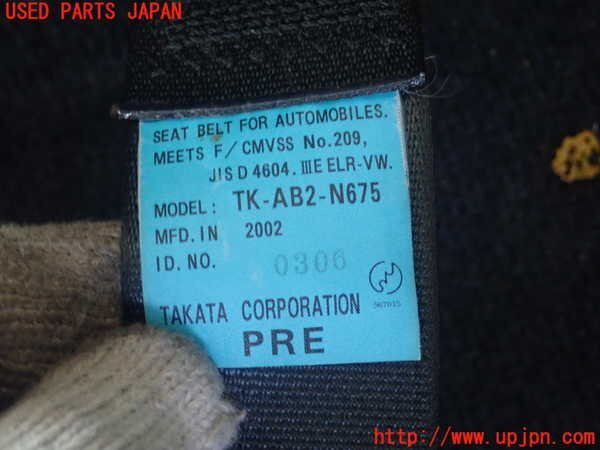 USED PARTS JAPAN
SEAT BELT FOR AUTOMOBILES.
MEETS F/CMVSS No.209,
JIS D 4604. ⅢE ELR-VW.
MODEL: TK-AB2-N675
MFD. IN 2002
ID. NO. 0306
TAKATA CORPORATION
PRE
http://www.upjpn.com/